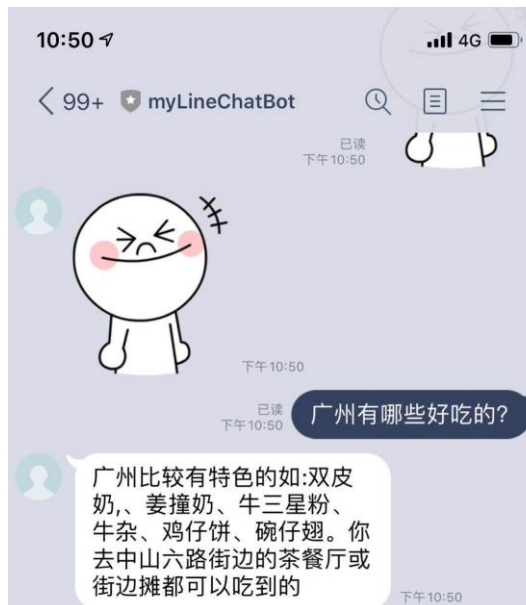 10:50
4G
99+ myLineChatBot
已读
下午10:50
下午10:50
已读
下午10:50
广州有哪些好吃的?
广州比较有特色的如:双皮
奶,、姜撞奶、牛三星粉、
牛杂、鸡仔饼、碗仔翅。你
去中山六路街边的茶餐厅或
街边摊都可以吃到的
下午10:50